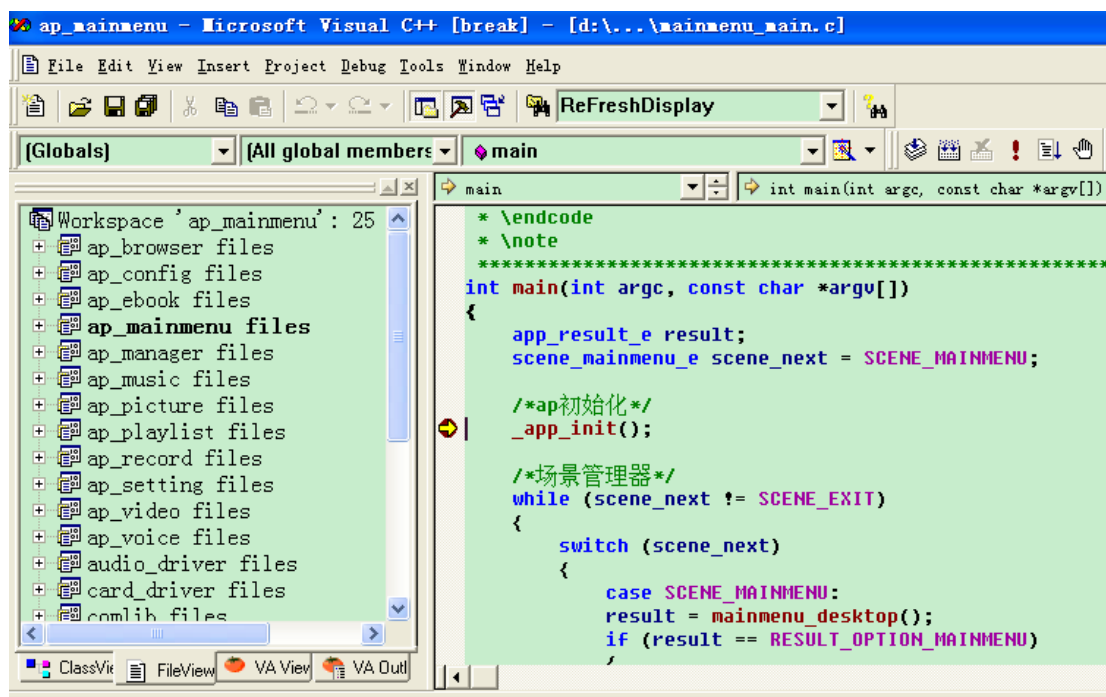 ap_mainmenu - Microsoft Visual C++ [break] - [d:\...\mainmenu_main.c]
File Edit View Insert Project Debug Tools Window Help
ReFreshDisplay
(Globals) (All global members main
main int main(int argc, const char *argv[])
Workspace 'ap_mainmenu': 25
ap_browser files
ap_config files
ap_ebook files
ap_mainmenu files
ap_manager files
ap_music files
ap_picture files
ap_playlist files
ap_record files
ap_setting files
ap_video files
ap_voice files
audio_driver files
card_driver files
comlib files
ClassVie FileView VA View VA Outl
* \endcode
* \note
*******************************************************
int main(int argc, const char *argv[])
{
app_result_e result;
scene_mainmenu_e scene_next = SCENE_MAINMENU;
/*ap初始化*/
_app_init();
/*场景管理器*/
while (scene_next != SCENE_EXIT)
{
switch (scene_next)
{
case SCENE_MAINMENU:
result = mainmenu_desktop();
if (result == RESULT_OPTION_MAINMENU)
{